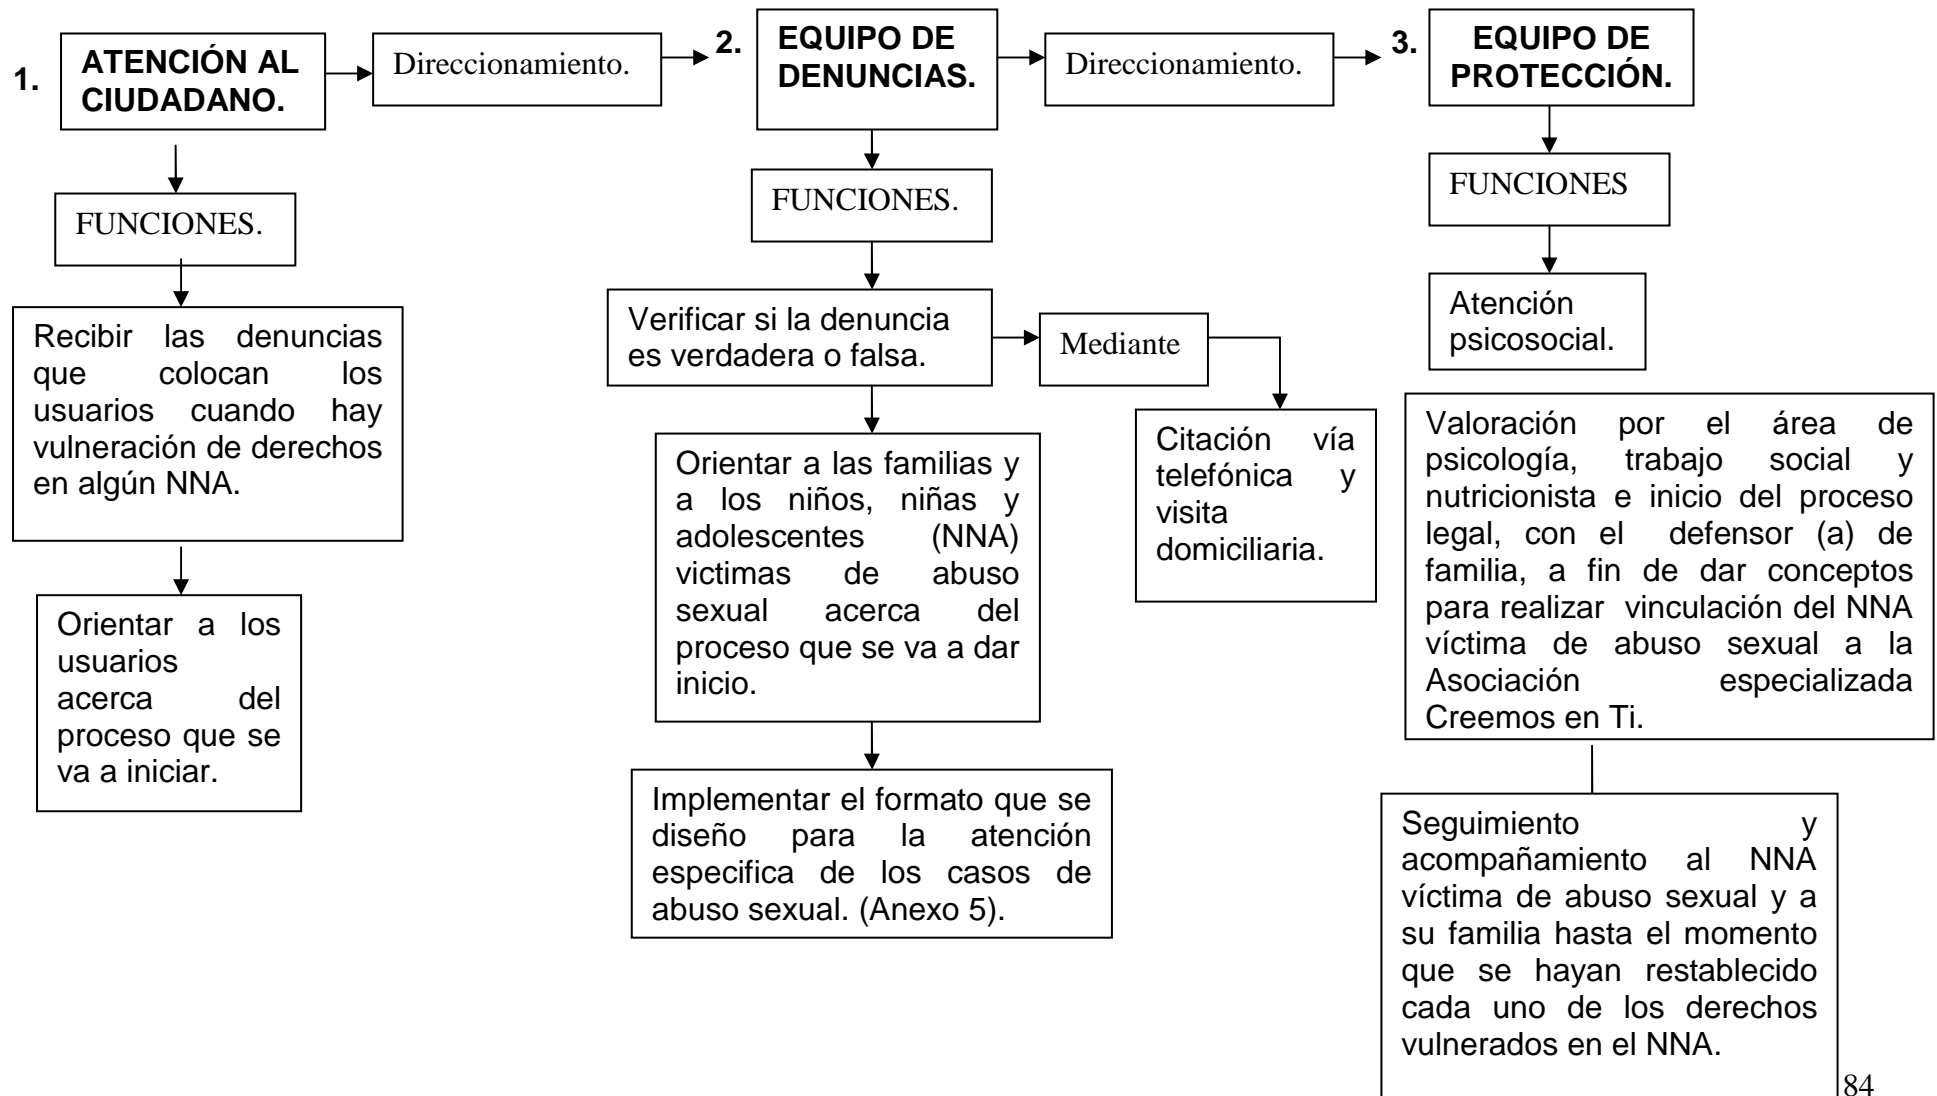 1.
ATENCIÓN AL
CIUDADANO.
Direccionamiento.
2.
EQUIPO DE
DENUNCIAS.
Direccionamiento.
3.
EQUIPO DE
PROTECCIÓN.
FUNCIONES.
Recibir las denuncias
que colocan los
usuarios cuando hay
vulneración de derechos
en algún NNA.
Orientar a los
usuarios
acerca del
proceso que se
va a iniciar.
FUNCIONES.
Verificar si la denuncia
es verdadera o falsa.
Mediante
Citación vía
telefónica y
visita
domiciliaria.
Orientar a las familias y
a los niños, niñas y
adolescentes (NNA)
victimas de abuso
sexual acerca del
proceso que se va a dar
inicio.
Implementar el formato que se
diseño para la atención
especifica de los casos de
abuso sexual. (Anexo 5).
FUNCIONES
Atención
psicosocial.
Valoración por el área de
psicología, trabajo social y
nutricionista e inicio del proceso
legal, con el defensor (a) de
familia, a fin de dar conceptos
para realizar vinculación del NNA
víctima de abuso sexual a la
Asociación especializada
Creemos en Ti.
Seguimiento y
acompañamiento al NNA
víctima de abuso sexual y a
su familia hasta el momento
que se hayan restablecido
cada uno de los derechos
vulnerados en el NNA.
84